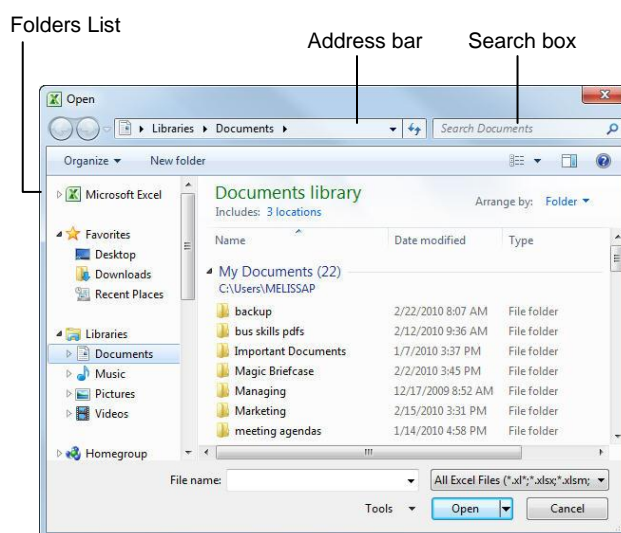 Folders List
Address bar Search box
Open
Libraries Documents Search Documents
Organize New folder
Microsoft Excel
Favorites
Desktop
Downloads
Recent Places
Libraries
Documents
Music
Pictures
Videos
Homegroup
Documents library
Includes: 3 locations
Arrange by: Folder
Name Date modified Type
My Documents (22)
C:\Users\MELISSAP
backup 2/22/2010 8:07 AM File folder
bus skills pdfs 2/12/2010 9:36 AM File folder
Important Documents 1/7/2010 3:37 PM File folder
Magic Briefcase 2/2/2010 3:45 PM File folder
Managing 12/17/2009 8:52 AM File folder
Marketing 2/15/2010 3:31 PM File folder
meeting agendas 1/14/2010 4:58 PM File folder
File name: All Excel Files (*.xl*;*.xlsx;*.xlsm;
Tools Open Cancel